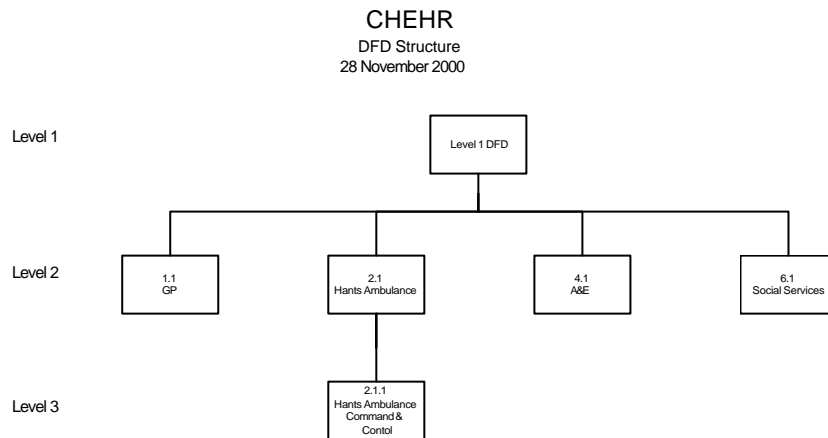 CHEHR
DFD Structure
28 November 2000
Level 1
Level 1 DFD
Level 2
1.1
GP
2.1
Hants Ambulance
4.1
A&E
6.1
Social Services
Level 3
2.1.1
Hants Ambulance
Command &
Contol